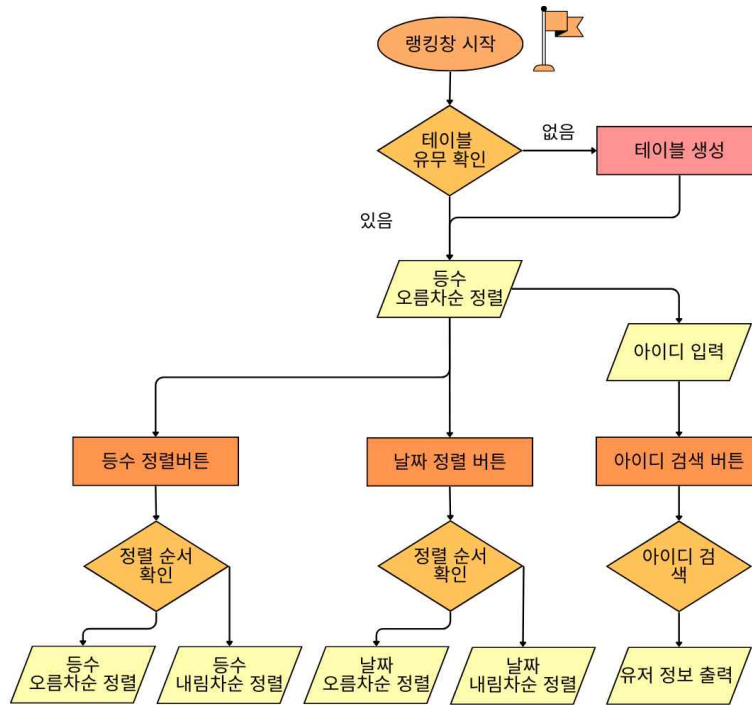 랭킹창 시작
테이블
유무 확인
없음
테이블 생성
있음
등수
오름차순 정렬
아이디 입력
등수 정렬버튼
날짜 정렬 버튼
아이디 검색 버튼
정렬 순서
확인
정렬 순서
확인
아이디 검
색
등수
오름차순 정렬
등수
내림차순 정렬
날짜
오름차순 정렬
날짜
내림차순 정렬
유저 정보 출력